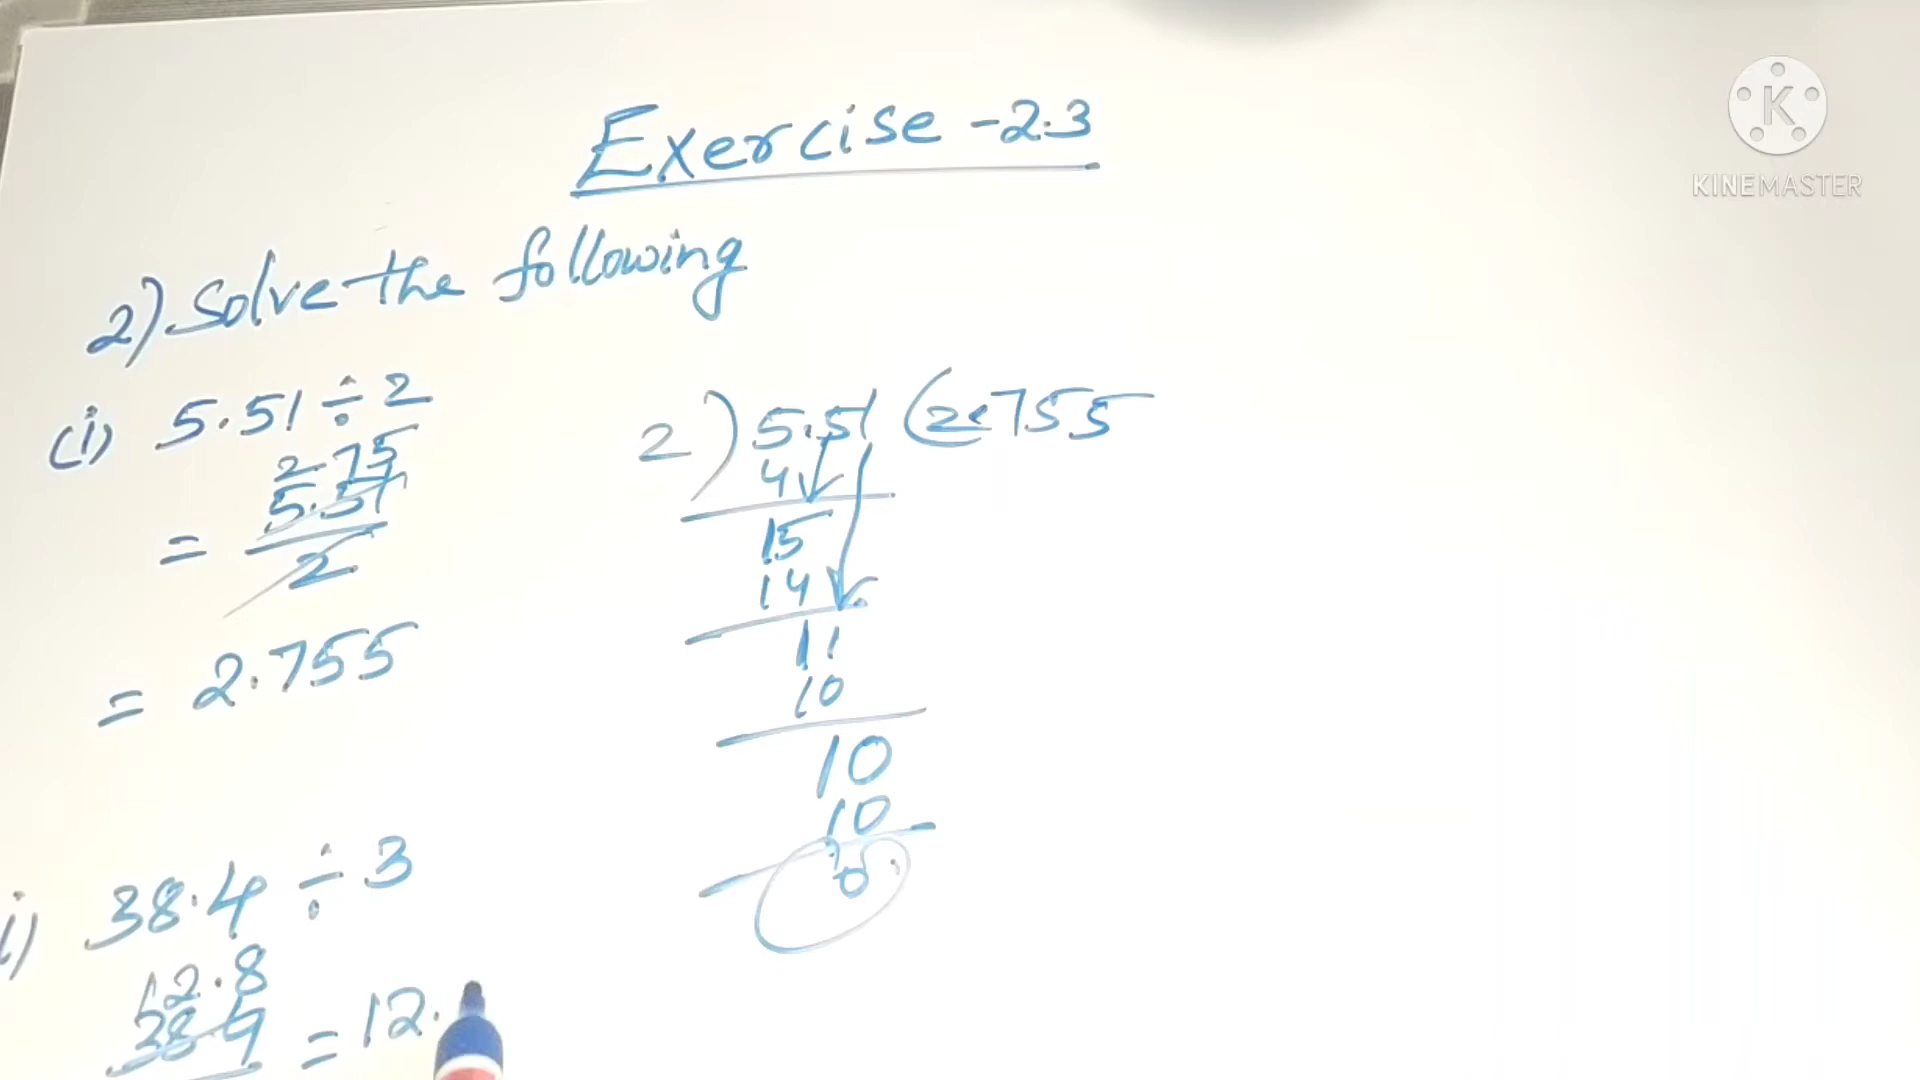 Exercise - 2.3
KINEMASTER
2) Solve the following
(i) 5.51 ÷ 2
2.75
= 5.51
2
= 2.755
2) 5.51 (2.755
4
15
14
11
10
10
10
0
i) 38.4 ÷ 3
12.8
38.4 = 12.